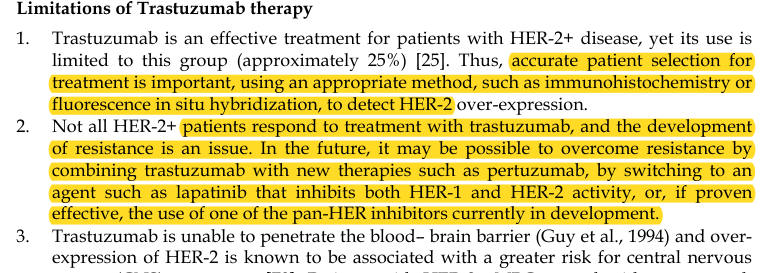 Limitations of Trastuzumab therapy
1. Trastuzumab is an effective treatment for patients with HER-2+ disease, yet its use is
limited to this group (approximately 25%) [25]. Thus, accurate patient selection for
treatment is important, using an appropriate method, such as immunohistochemistry or
fluorescence in situ hybridization, to detect HER-2 over-expression.
2. Not all HER-2+ patients respond to treatment with trastuzumab, and the development
of resistance is an issue. In the future, it may be possible to overcome resistance by
combining trastuzumab with new therapies such as pertuzumab, by switching to an
agent such as lapatinib that inhibits both HER-1 and HER-2 activity, or, if proven
effective, the use of one of the pan-HER inhibitors currently in development.
3. Trastuzumab is unable to penetrate the blood– brain barrier (Guy et al., 1994) and over-
expression of HER-2 is known to be associated with a greater risk for central nervous